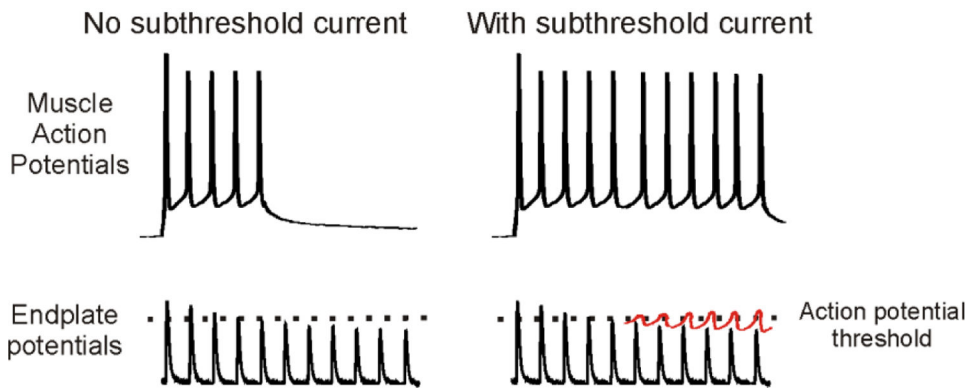 No subthreshold current
With subthreshold current
Muscle
Action
Potentials
Endplate
potentials
Action potential
threshold